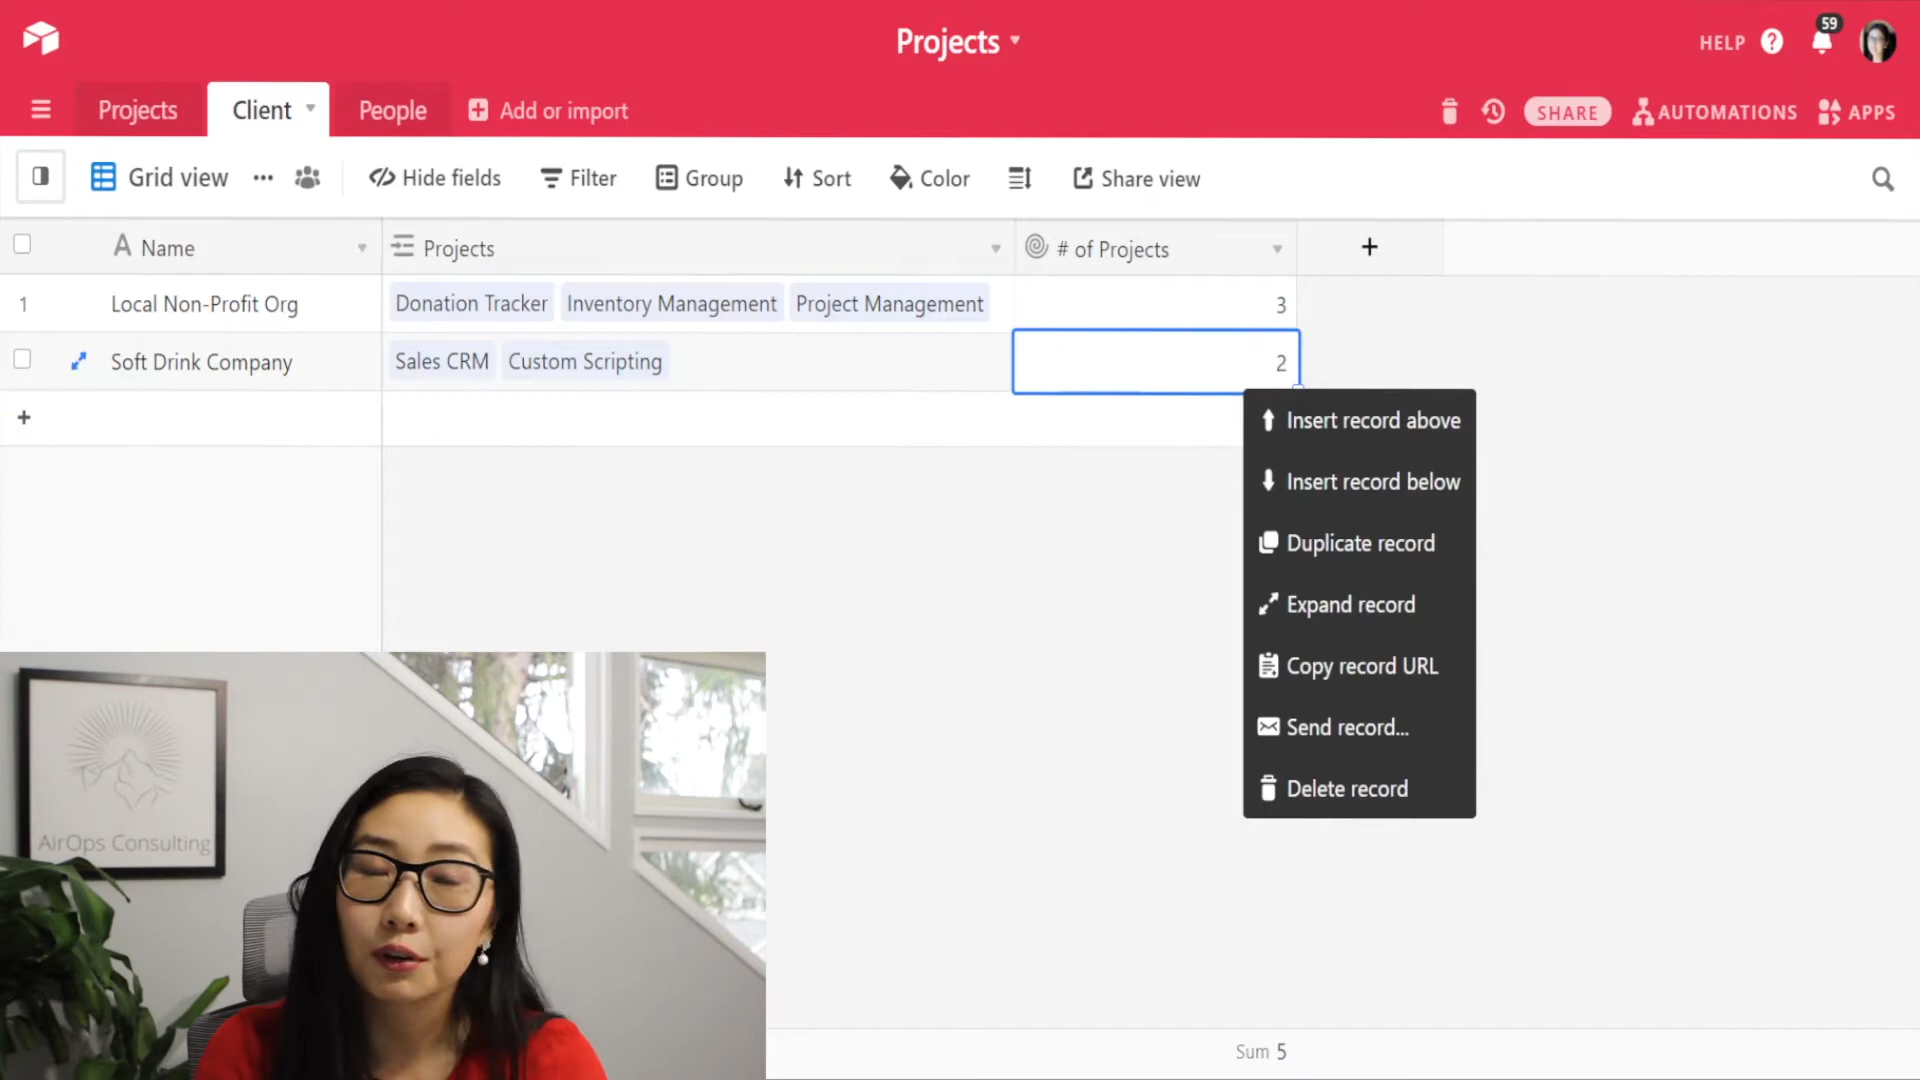 Projects
HELP
59
Projects
Client
People
Add or import
SHARE
AUTOMATIONS
APPS
Grid view
Hide fields
Filter
Group
Sort
Color
Share view
Name
Projects
# of Projects
1
Local Non-Profit Org
Donation Tracker
Inventory Management
Project Management
3
Soft Drink Company
Sales CRM
Custom Scripting
2
Insert record above
Insert record below
Duplicate record
Expand record
Copy record URL
Send record...
Delete record
AirOps Consulting
Sum 5